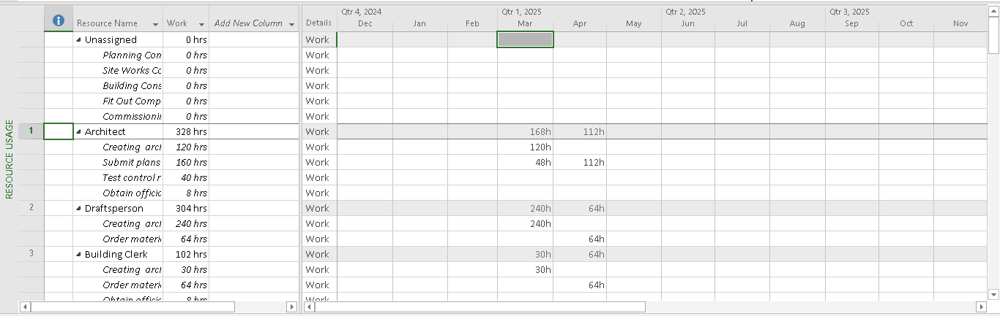 Qtr 4, 2024 Qtr 1, 2025 Qtr 2, 2025 Qtr 3, 2025
Resource Name Work Add New Column Details Dec Jan Feb Mar Apr May Jun Jul Aug Sep Oct Nov
Unassigned 0 hrs Work
Planning Con 0 hrs Work
Site Works Co 0 hrs Work
Building Cons 0 hrs Work
Fit Out Comp 0 hrs Work
Commissioni 0 hrs Work
1 Architect 328 hrs Work 168h 112h
Creating arcl 120 hrs Work 120h
Submit plans 160 hrs Work 48h 112h
Test control r 40 hrs Work
Obtain offici 8 hrs Work
2 Draftsperson 304 hrs Work 240h 64h
Creating arcl 240 hrs Work 240h
Order materi 64 hrs Work 64h
3 Building Clerk 102 hrs Work 30h 64h
Creating arcl 30 hrs Work 30h
Order materi 64 hrs Work 64h
Obtain offici 8 hrs Work
RESOURCE USAGE